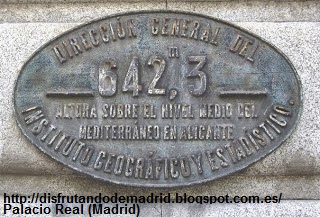 DIRECCIÓN GENERAL DEL
642,3 m
ALTURA SOBRE EL NIVEL MEDIO DEL
MEDITERRÁNEO EN ALICANTE
INSTITUTO GEOGRÁFICO Y ESTADÍSTICO.
http://disfrutandodemadrid.blogspot.com.es/
Palacio Real (Madrid)